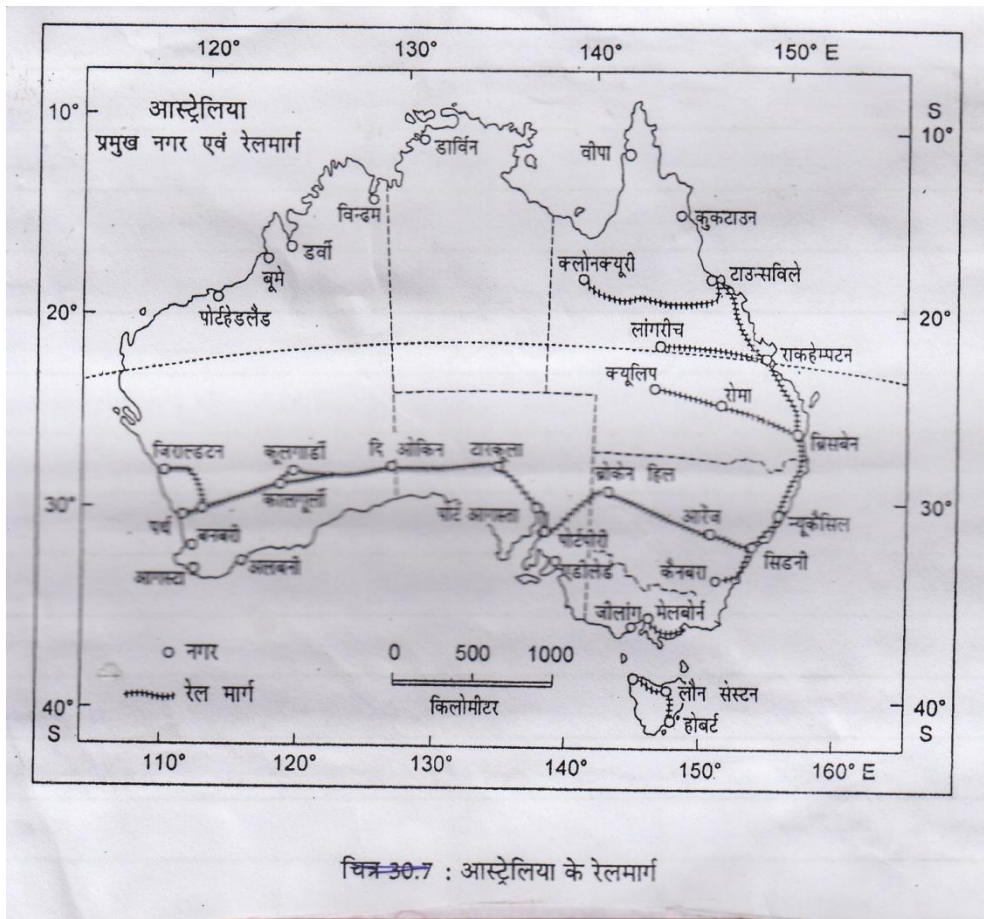 120° 130° 140° 150° E
10° S
10°
आस्ट्रेलिया
प्रमुख नगर एवं रेलमार्ग
डार्विन
वीपा
विन्डम
कुकटाउन
डर्वी
बूमे
क्लोनक्यूरी
टाउन्सविले
पोर्टहेडलैंड
20° 20°
लांगरीच
राकहेम्पटन
क्यूलिप
रोमा
ब्रिसबेन
जिराल्डटन
कूलगार्डी
दि ओकिन
टारकूला
ब्रोकेन हिल
कालगूर्ली
30° 30°
पोर्ट आगस्ता
ओरेंज
न्यूकैसिल
पर्थ
बनबरी
पोर्टपीरी
सिडनी
आगस्टा
अलबनी
एडीलेड
कैनबरा
जीलांग
मेलबोर्न
नगर
0 500 1000
रेल मार्ग
किलोमीटर
लौन संस्टन
होबर्ट
40° 40°
S S
110° 120° 130° 140° 150° 160° E
चित्र 30.7 : आस्ट्रेलिया के रेलमार्ग